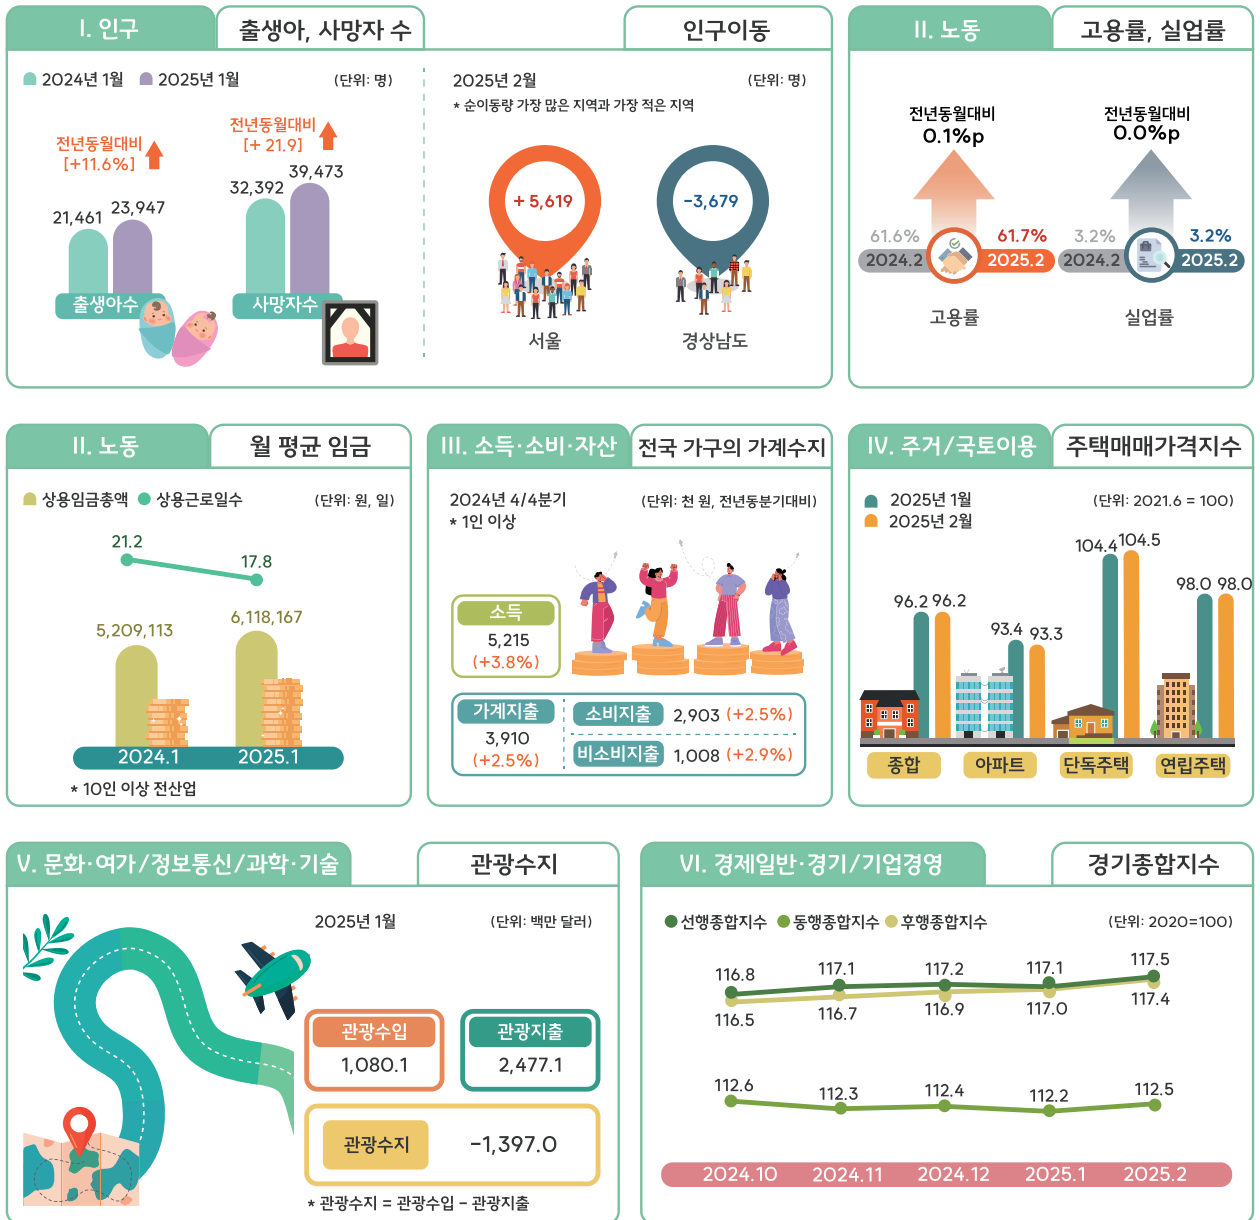 I. 인구
출생아, 사망자 수
2024년 1월 2025년 1월 (단위: 명)
전년동월대비
[+11.6%]
전년동월대비
[+ 21.9]
21,461 23,947
32,392 39,473
출생아수
사망자수
인구이동
2025년 2월 (단위: 명)
* 순이동량 가장 많은 지역과 가장 적은 지역
+ 5,619
-3,679
서울
경상남도
II. 노동
고용률, 실업률
전년동월대비
0.1%p
61.6% 61.7%
2024.2 2025.2
고용률
전년동월대비
0.0%p
3.2% 3.2%
2024.2 2025.2
실업률
II. 노동
월 평균 임금
상용임금총액 상용근로일수 (단위: 원, 일)
21.2 17.8
5,209,113 6,118,167
2024.1 2025.1
* 10인 이상 전산업
III. 소득·소비·자산
전국 가구의 가계수지
2024년 4/4분기 (단위: 천 원, 전년동분기대비)
* 1인 이상
소득
5,215
(+3.8%)
가계지출
3,910
(+2.5%)
소비지출 2,903 (+2.5%)
비소비지출 1,008 (+2.9%)
IV. 주거/국토이용
주택매매가격지수
2025년 1월 (단위: 2021.6 = 100)
2025년 2월
96.2 96.2
93.4 93.3
104.4 104.5
98.0 98.0
종합 아파트 단독주택 연립주택
V. 문화·여가/정보통신/과학·기술
관광수지
2025년 1월 (단위: 백만 달러)
관광수입
1,080.1
관광지출
2,477.1
관광수지 -1,397.0
* 관광수지 = 관광수입 - 관광지출
VI. 경제일반·경기/기업경영
경기종합지수
선행종합지수 동행종합지수 후행종합지수 (단위: 2020=100)
116.8 117.1 117.2 117.1 117.5
116.5 116.7 116.9 117.0 117.4
112.6 112.3 112.4 112.2 112.5
2024.10 2024.11 2024.12 2025.1 2025.2